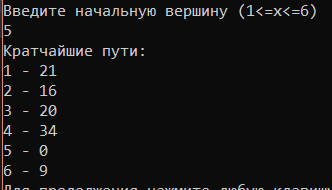 Введите начальную вершину (1<=x<=6)
5
Кратчайшие пути:
1 - 21
2 - 16
3 - 20
4 - 34
5 - 0
6 - 9